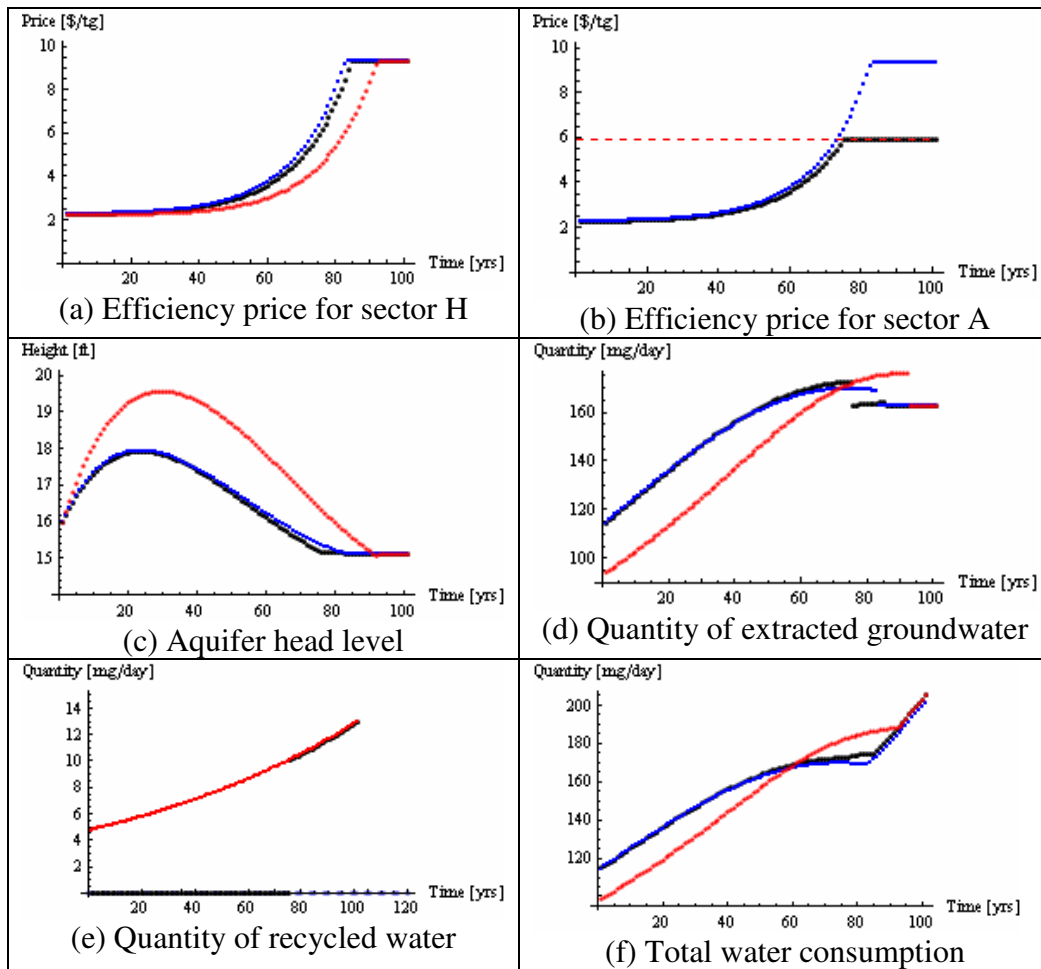 Price [$/tg]
10
8
6
4
2
20 40 60 80 100
Time [yrs]
(a) Efficiency price for sector H
Price [$/tg]
10
8
6
4
2
20 40 60 80 100
Time [yrs]
(b) Efficiency price for sector A
Height [ft]
20
19
18
17
16
15
20 40 60 80 100
Time [yrs]
(c) Aquifer head level
Quantity [mg/day]
160
140
120
100
20 40 60 80 100
Time [yrs]
(d) Quantity of extracted groundwater
Quantity [mg/day]
14
12
10
8
6
4
2
20 40 60 80 100 120
Time [yrs]
(e) Quantity of recycled water
Quantity [mg/day]
200
180
160
140
120
20 40 60 80 100
Time [yrs]
(f) Total water consumption